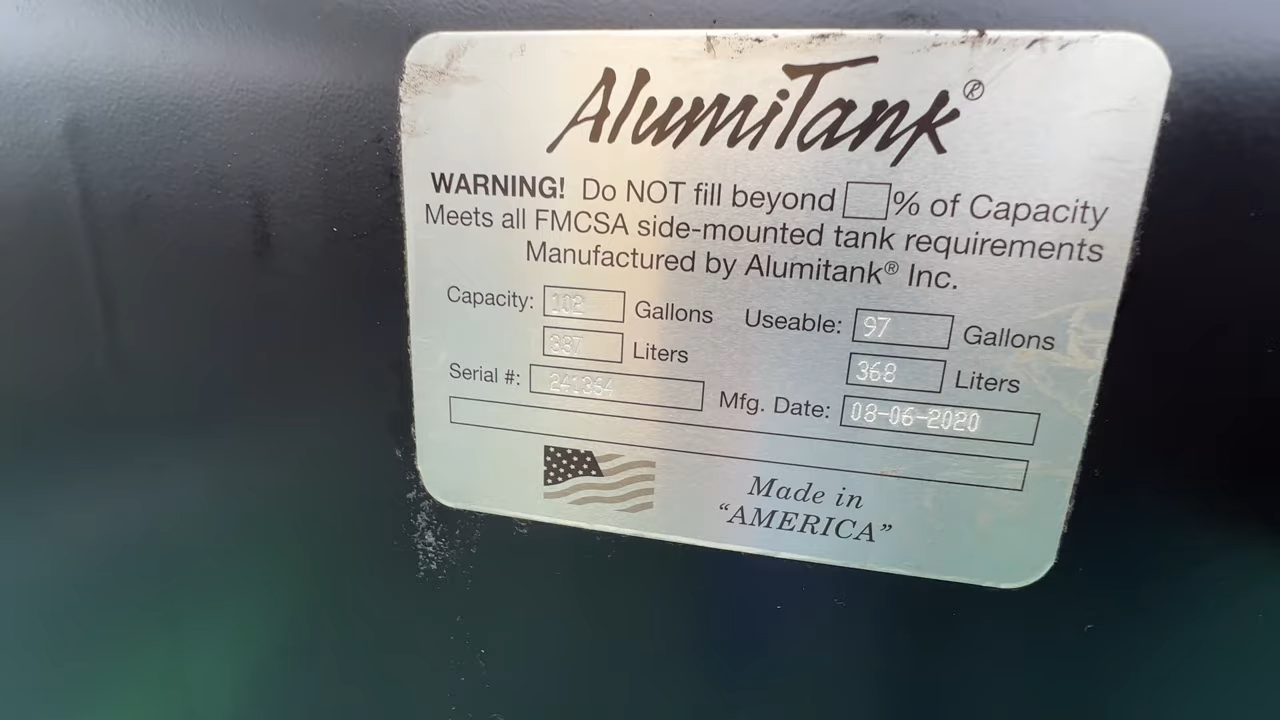 AlumiTank®
WARNING! Do NOT fill beyond % of Capacity
Meets all FMCSA side-mounted tank requirements
Manufactured by Alumitank® Inc.
Capacity: 102 Gallons Useable: 97 Gallons
Liters 368 Liters
Serial #: 241364 Mfg. Date: 08-06-2020
Made in
“AMERICA”